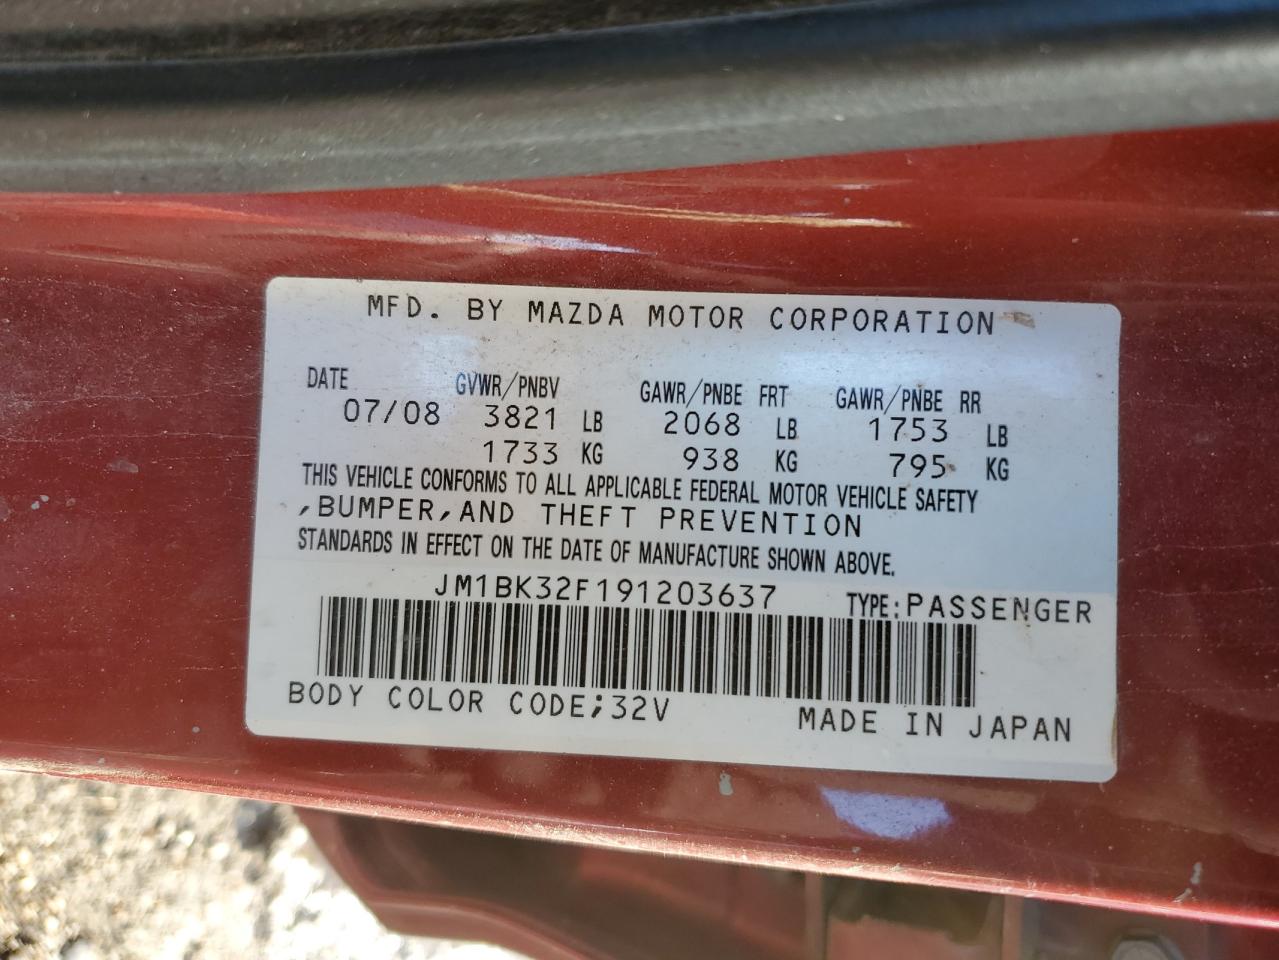 MFD. BY MAZDA MOTOR CORPORATION
DATE GVWR/PNBV GAWR/PNBE FRT GAWR/PNBE RR
07/08 3821 LB 2068 LB 1753 LB
1733 KG 938 KG 795 KG
THIS VEHICLE CONFORMS TO ALL APPLICABLE FEDERAL MOTOR VEHICLE SAFETY
,BUMPER,AND THEFT PREVENTION
STANDARDS IN EFFECT ON THE DATE OF MANUFACTURE SHOWN ABOVE.
JM1BK32F191203637 TYPE:PASSENGER
BODY COLOR CODE;32V MADE IN JAPAN